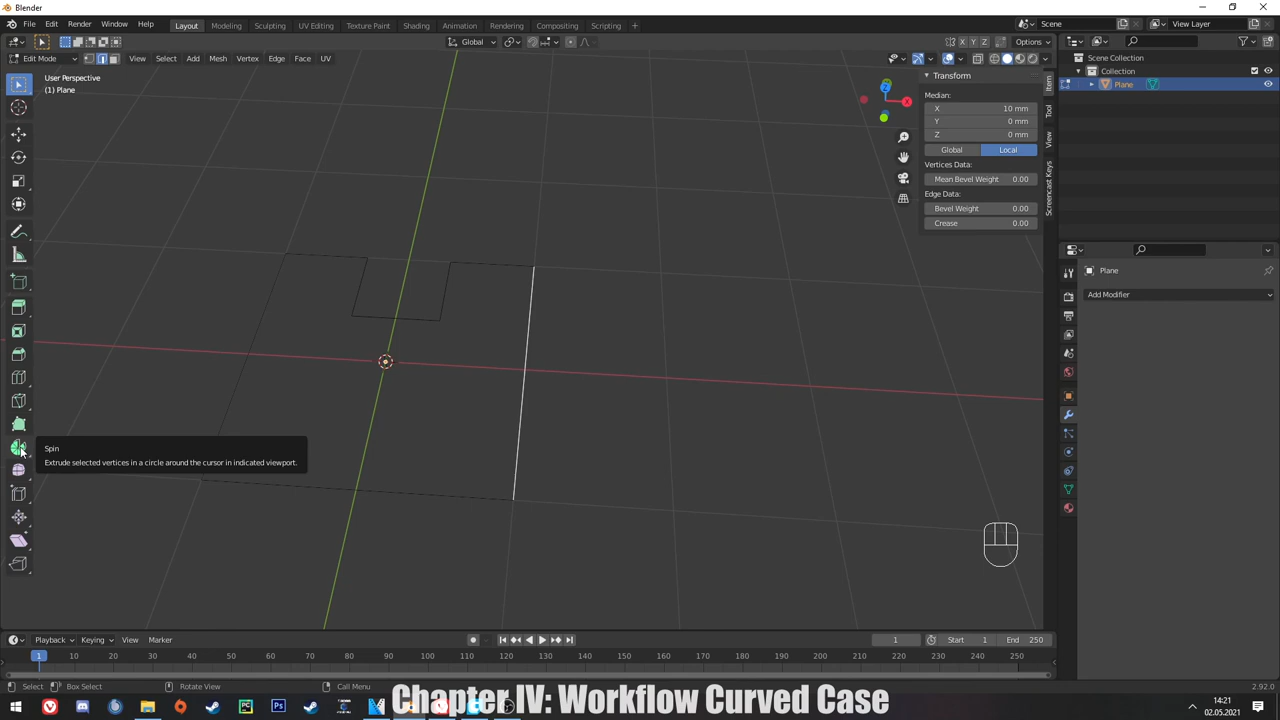 Blender
File Edit Render Window Help Layout Modeling Sculpting UV Editing Texture Paint Shading Animation Rendering Compositing Scripting + Scene View Layer
Global X Y Z Options
Edit Mode View Select Add Mesh Vertex Edge Face UV
User Perspective
(1) Plane
Transform
Median:
X 10 mm
Y 0 mm
Z 0 mm
Global Local
Vertices Data:
Mean Bevel Weight 0.00
Edge Data:
Bevel Weight 0.00
Crease 0.00
Item
Tool
View
Screencast Keys
Z
X
Scene Collection
Collection
Plane
Plane
Add Modifier
Spin
Extrude selected vertices in a circle around the cursor in indicated viewport.
Playback Keying View Marker 1 Start 1 End 250
1 10 20 30 40 50 60 70 80 90 100 110 120 130 140 150 160 170 180 190 200 210 220 230 240 250
Select Box Select Rotate View Call Menu 2.92.0
Chapter IV: Workflow Curved Case
PC Ps
14:21
02.05.2021